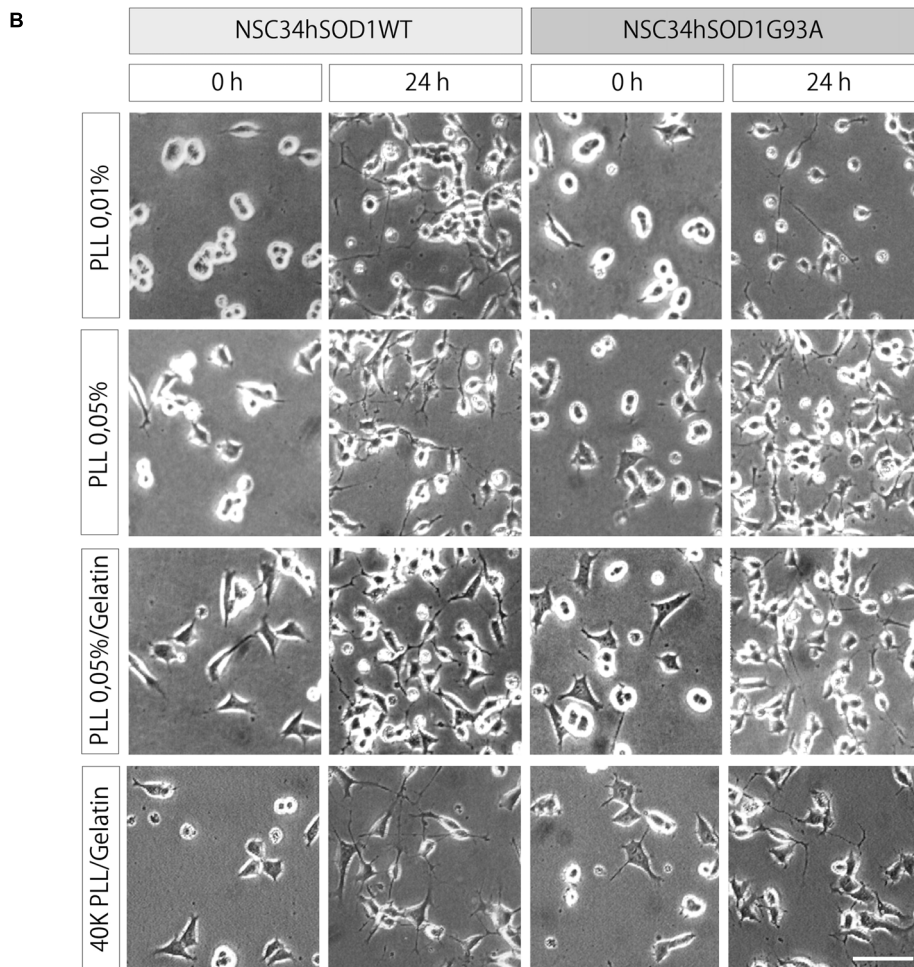 B
NSC34hSOD1WT NSC34hSOD1G93A
0 h 24 h 0 h 24 h
PLL 0,01%
PLL 0,05%
PLL 0,05%/Gelatin
40K PLL/Gelatin